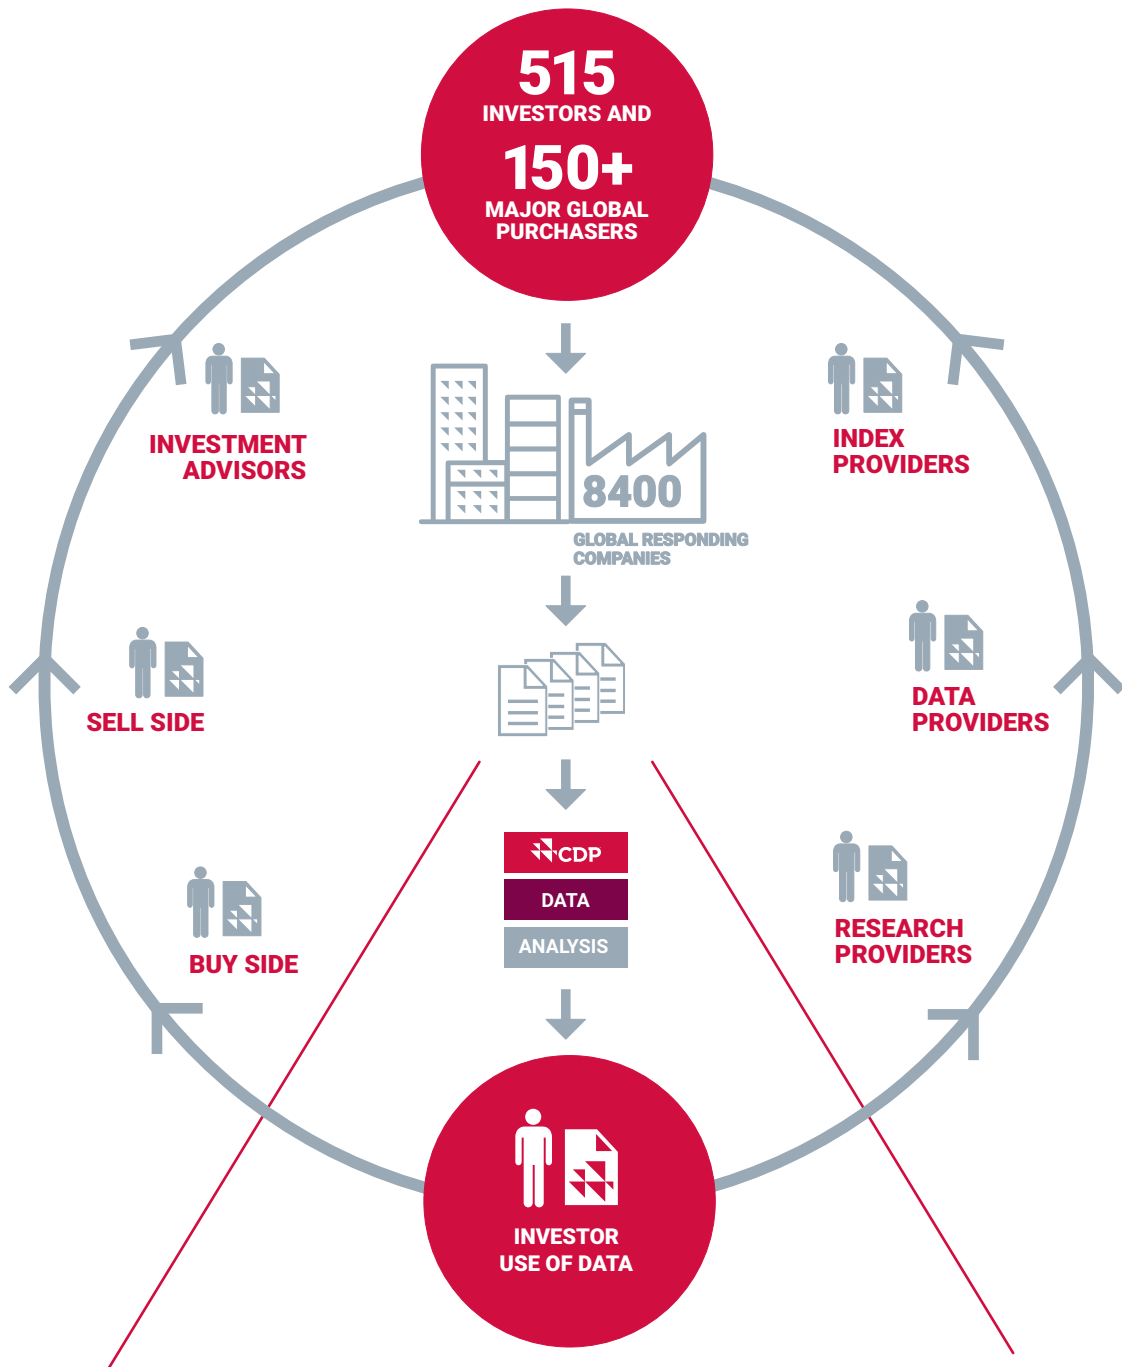 515
INVESTORS AND
150+
MAJOR GLOBAL
PURCHASERS
INVESTMENT
ADVISORS
INDEX
PROVIDERS
8400
GLOBAL RESPONDING
COMPANIES
SELL SIDE
DATA
PROVIDERS
CDP
DATA
ANALYSIS
BUY SIDE
RESEARCH
PROVIDERS
INVESTOR
USE OF DATA